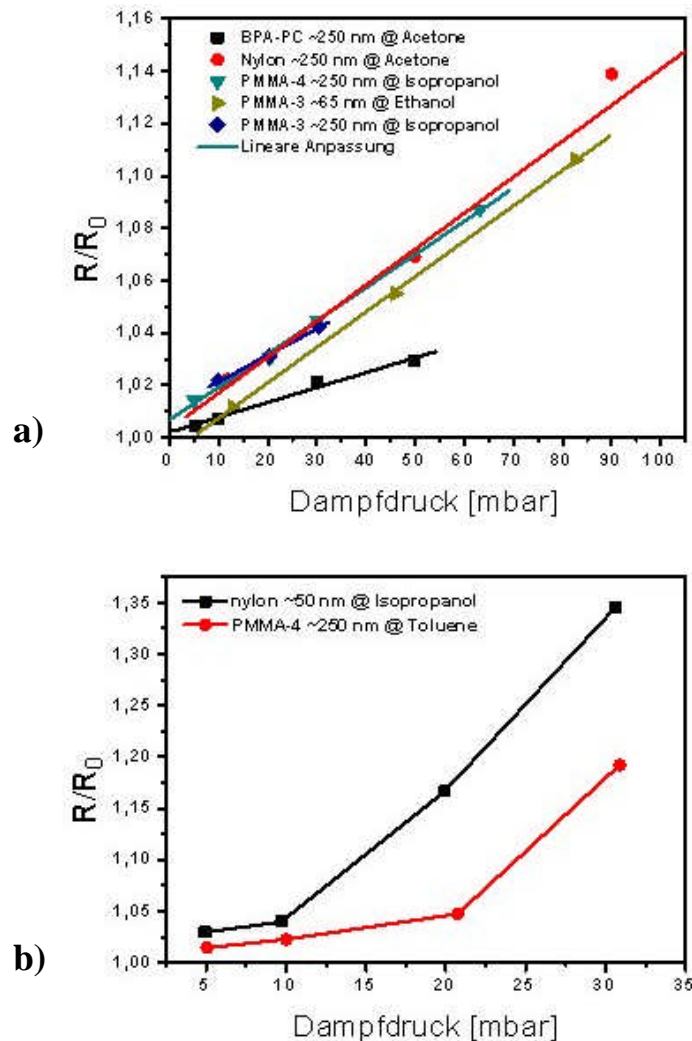 a)
1,16
1,14
1,12
1,10
1,08
1,06
1,04
1,02
1,00
R/R0
BPA-PC ~250 nm @ Acetone
Nylon ~250 nm @ Acetone
PMMA-4 ~250 nm @ Isopropanol
PMMA-3 ~65 nm @ Ethanol
PMMA-3 ~250 nm @ Isopropanol
Lineare Anpassung
0 10 20 30 40 50 60 70 80 90 100
Dampfdruck [mbar]
b)
1,35
1,30
1,25
1,20
1,15
1,10
1,05
1,00
R/R0
nylon ~50 nm @ Isopropanol
PMMA-4 ~250 nm @ Toluene
5 10 15 20 25 30 35
Dampfdruck [mbar]